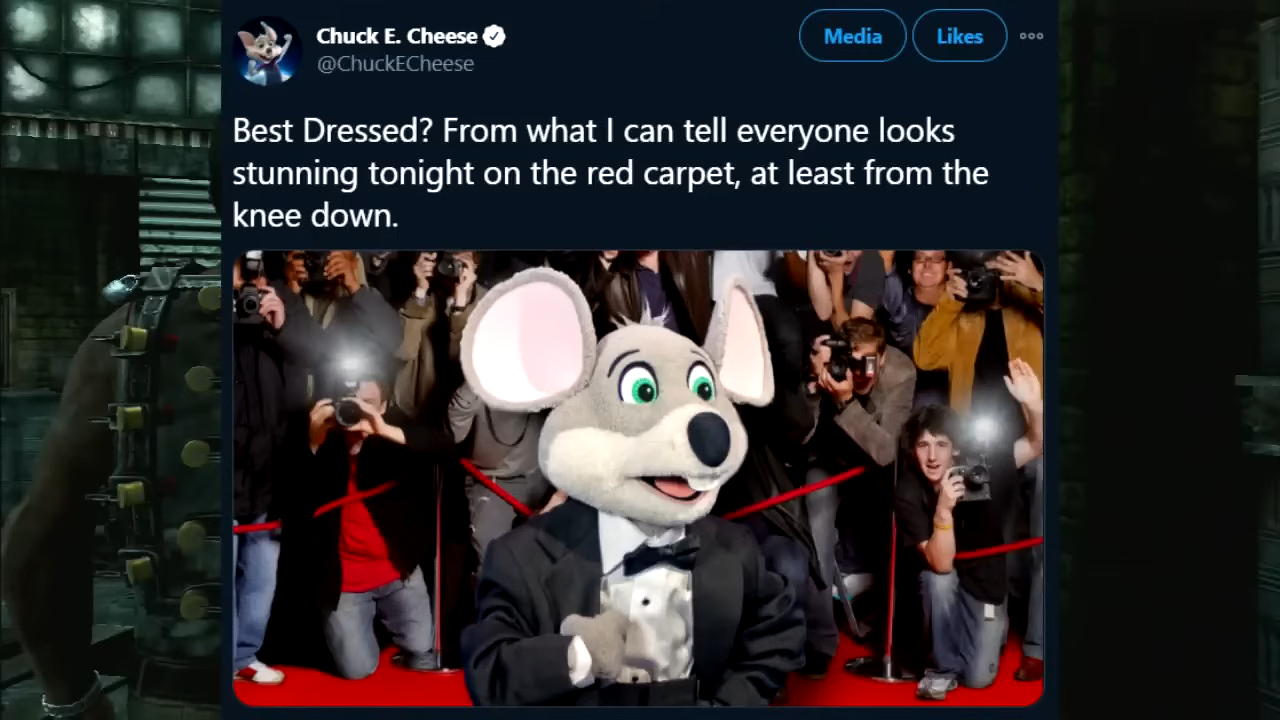 Chuck E. Cheese
@ChuckECheese
Media
Likes
Best Dressed? From what I can tell everyone looks
stunning tonight on the red carpet, at least from the
knee down.